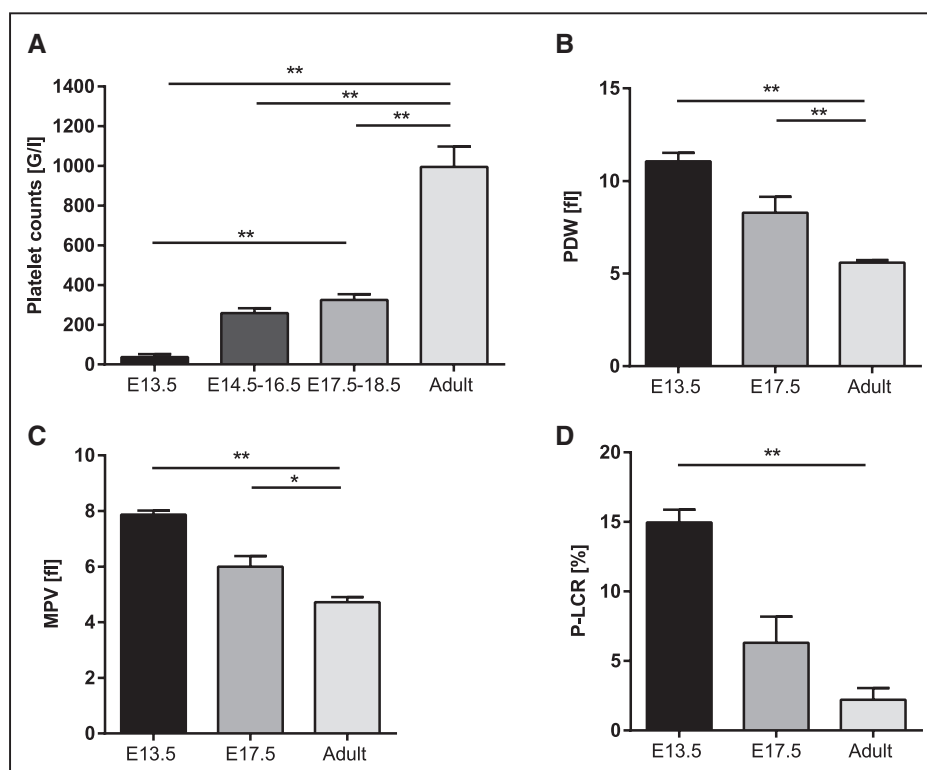 A
Platelet counts [G/l]
1400
1200
1000
800
600
400
200
0
**
**
**
**
E13.5 E14.5-16.5 E17.5-18.5 Adult
B
PDW [fl]
15
10
5
0
**
**
E13.5 E17.5 Adult
C
MPV [fl]
10
8
6
4
2
0
**
*
E13.5 E17.5 Adult
D
P-LCR [%]
20
15
10
5
0
**
E13.5 E17.5 Adult